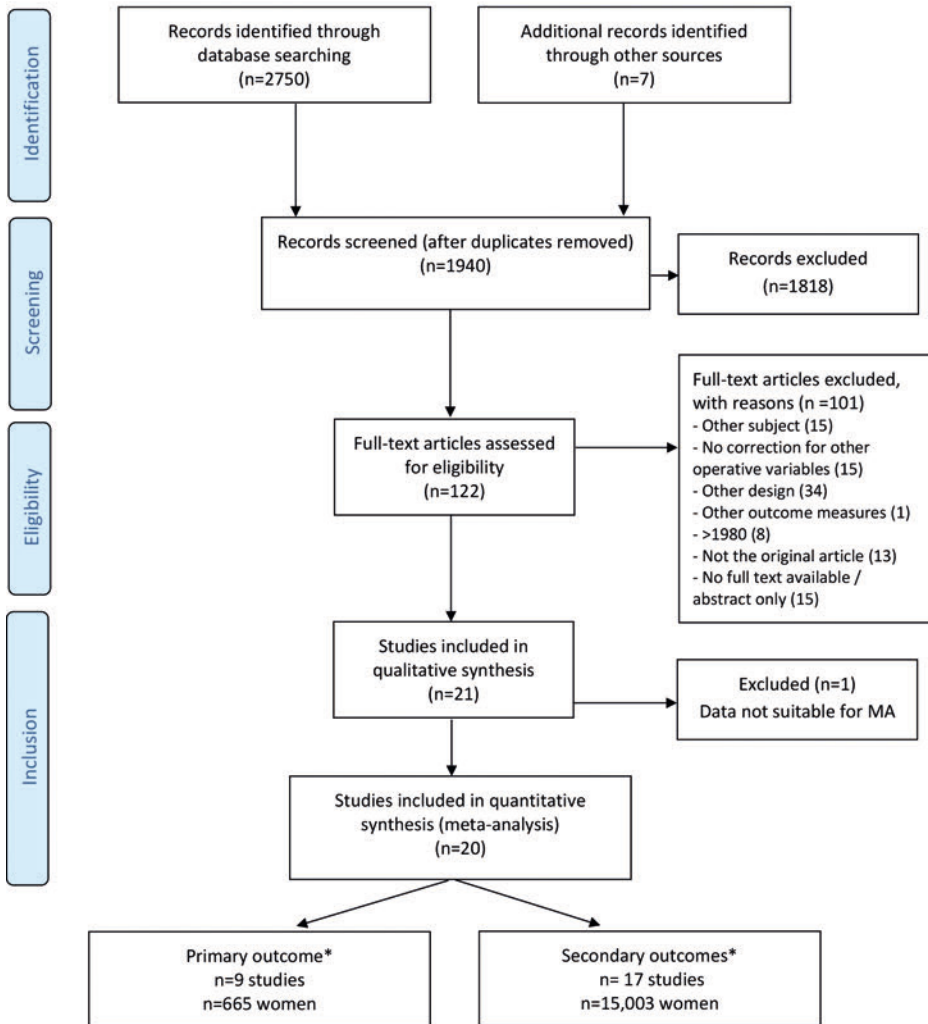 Identification
Records identified through
database searching
(n=2750)
Additional records identified
through other sources
(n=7)
Screening
Records screened (after duplicates removed)
(n=1940)
Records excluded
(n=1818)
Eligibility
Full-text articles assessed
for eligibility
(n=122)
Full-text articles excluded,
with reasons (n =101)
- Other subject (15)
- No correction for other
operative variables (15)
- Other design (34)
- Other outcome measures (1)
- >1980 (8)
- Not the original article (13)
- No full text available /
abstract only (15)
Inclusion
Studies included in
qualitative synthesis
(n=21)
Excluded (n=1)
Data not suitable for MA
Studies included in quantitative
synthesis (meta-analysis)
(n=20)
Primary outcome*
n=9 studies
n=665 women
Secondary outcomes*
n= 17 studies
n=15,003 women